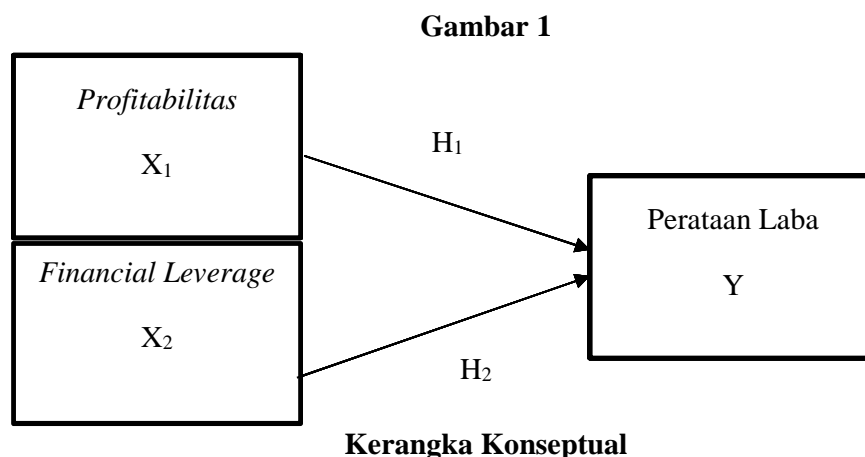 Gambar 1
Profitabilitas
X₁
H₁
Perataan Laba
Y
Financial Leverage
X₂
H₂
Kerangka Konseptual